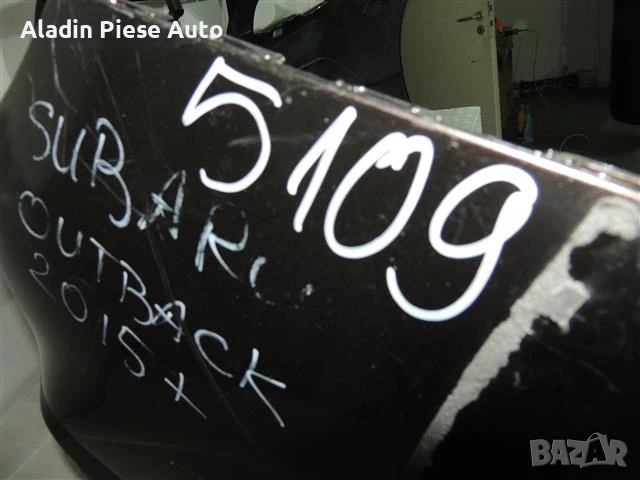 Aladin Piese Auto
5109
SUBARU
OUTBACK
2015+
BAZAR